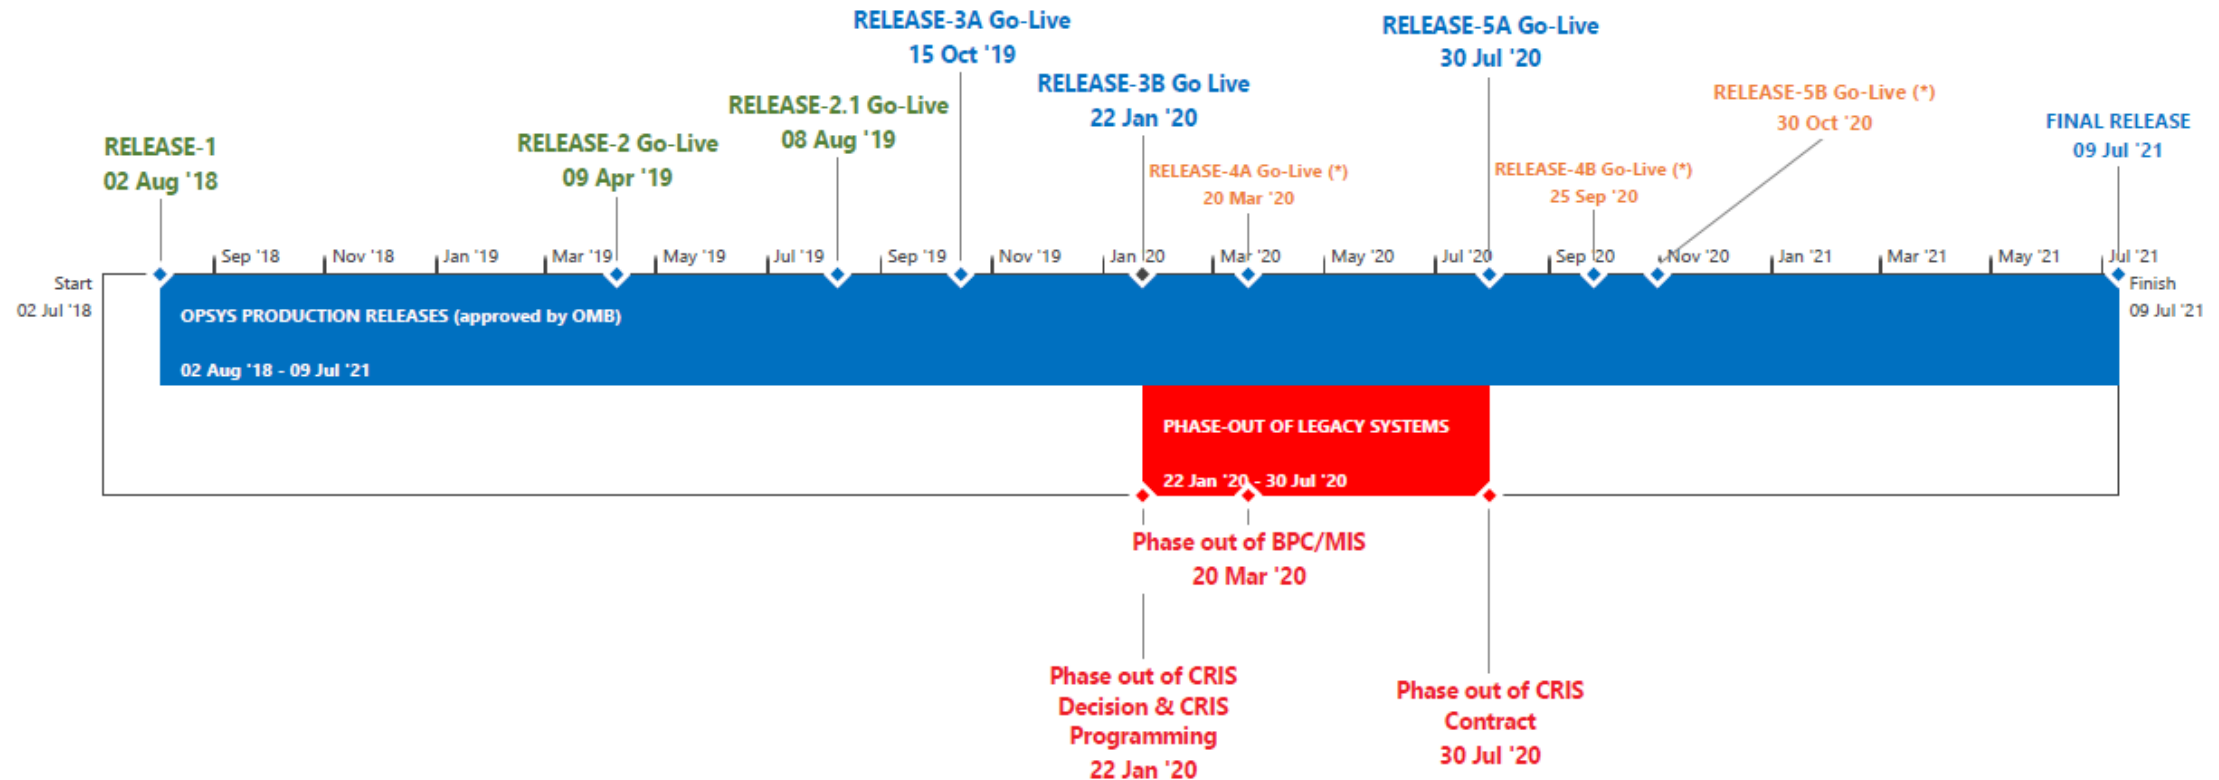 RELEASE-3A Go-Live
15 Oct '19
RELEASE-5A Go-Live
30 Jul '20
RELEASE-3B Go Live
22 Jan '20
RELEASE-5B Go-Live (*)
30 Oct '20
RELEASE-2.1 Go-Live
08 Aug '19
FINAL RELEASE
09 Jul '21
RELEASE-1
02 Aug '18
RELEASE-2 Go-Live
09 Apr '19
RELEASE-4A Go-Live (*)
20 Mar '20
RELEASE-4B Go-Live (*)
25 Sep '20
Sep '18 Nov '18 Jan '19 Mar '19 May '19 Jul '19 Sep '19 Nov '19 Jan '20 Mar '20 May '20 Jul '20 Sep '20 Nov '20 Jan '21 Mar '21 May '21 Jul '21
Start
02 Jul '18
Finish
09 Jul '21
OPSYS PRODUCTION RELEASES (approved by OMB)
02 Aug '18 - 09 Jul '21
PHASE-OUT OF LEGACY SYSTEMS
22 Jan '20 - 30 Jul '20
Phase out of BPC/MIS
20 Mar '20
Phase out of CRIS
Decision & CRIS
Programming
22 Jan '20
Phase out of CRIS
Contract
30 Jul '20